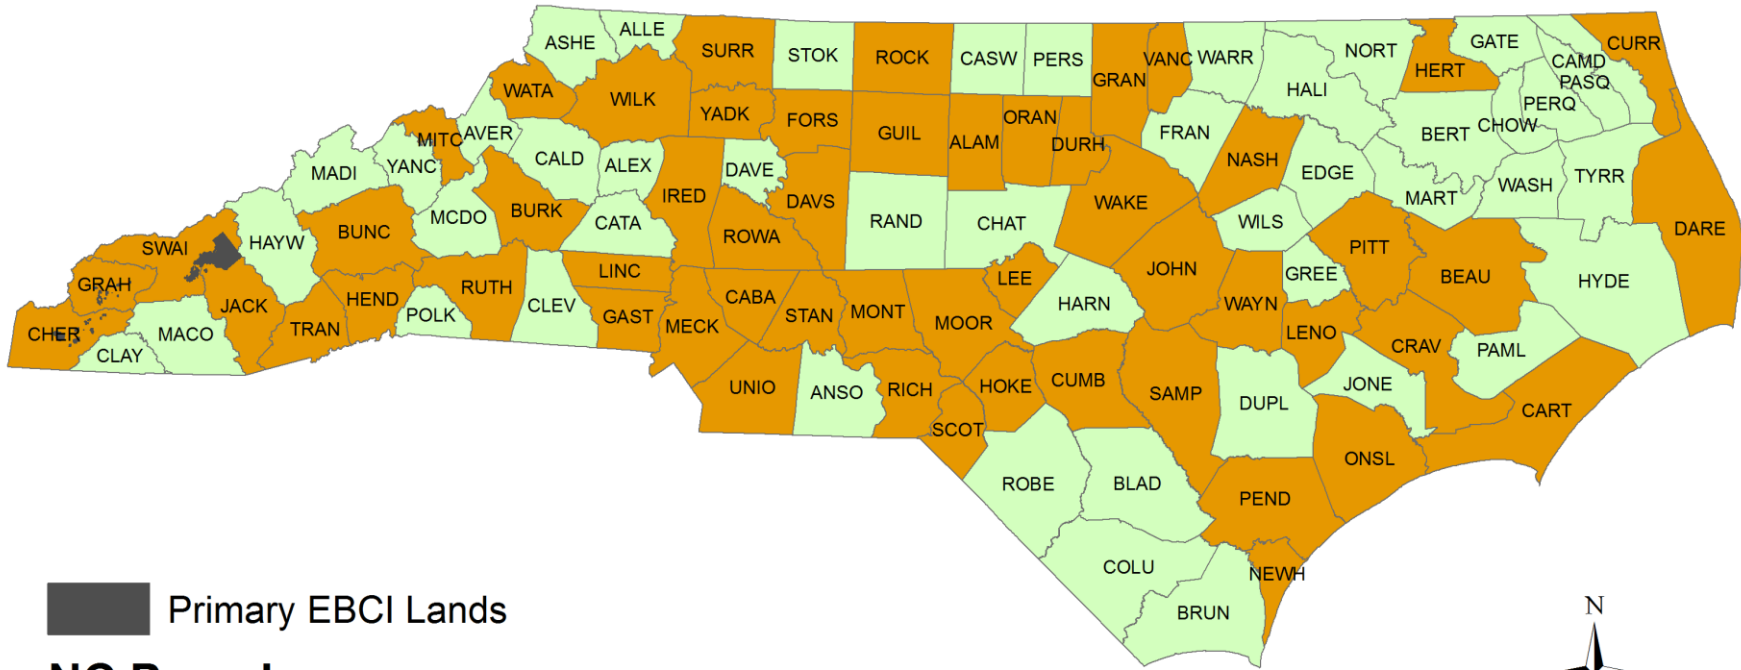 ASHE
ALLE
SURR
STOK
ROCK
CASW
PERS
GRAN
VANC
WARR
NORT
HERT
GATE
CURR
CAMD
PASQ
PERQ
CHOW
HALI
BERT
WATA
WILK
YADK
FORS
GUIL
ALAM
ORAN
DURH
FRAN
NASH
EDGE
MART
WASH
TYRR
DARE
MITC
AVER
CALD
ALEX
IRED
DAVE
DAVS
MADI
YANC
MCDO
BURK
CATA
ROWA
RAND
CHAT
WAKE
WILS
PITT
BEAU
HYDE
SWAI
HAYW
BUNC
GRAH
JACK
HEND
RUTH
CLEV
LINC
GAST
CABA
STAN
MONT
MOOR
LEE
HARN
JOHN
WAYN
GREE
LENO
CRAV
PAML
CHER
CLAY
MACO
TRAN
POLK
MECK
UNIO
ANSO
RICH
SCOT
HOKE
CUMB
SAMP
DUPL
JONE
CART
ONSL
PEND
ROBE
BLAD
COLU
BRUN
NEWH
Primary EBCI Lands
N